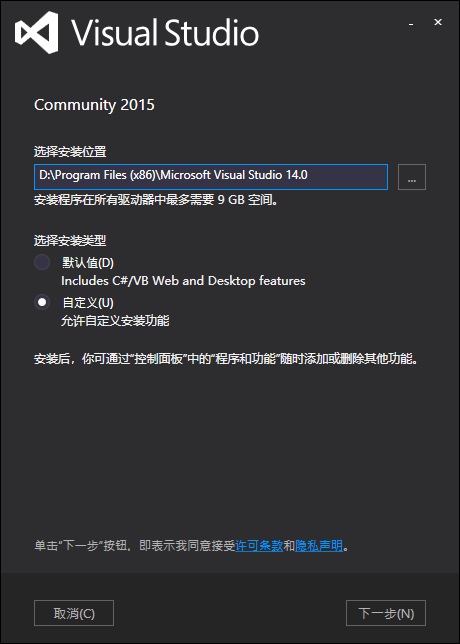 Visual Studio
Community 2015
选择安装位置
D:\Program Files (x86)\Microsoft Visual Studio 14.0
...
安装程序在所有驱动器中最多需要 9 GB 空间。
选择安装类型
默认值(D)
Includes C#/VB Web and Desktop features
自定义(U)
允许自定义安装功能
安装后，你可通过“控制面板”中的“程序和功能”随时添加或删除其他功能。
单击“下一步”按钮，即表示我同意接受许可条款和隐私声明。
取消(C)
下一步(N)